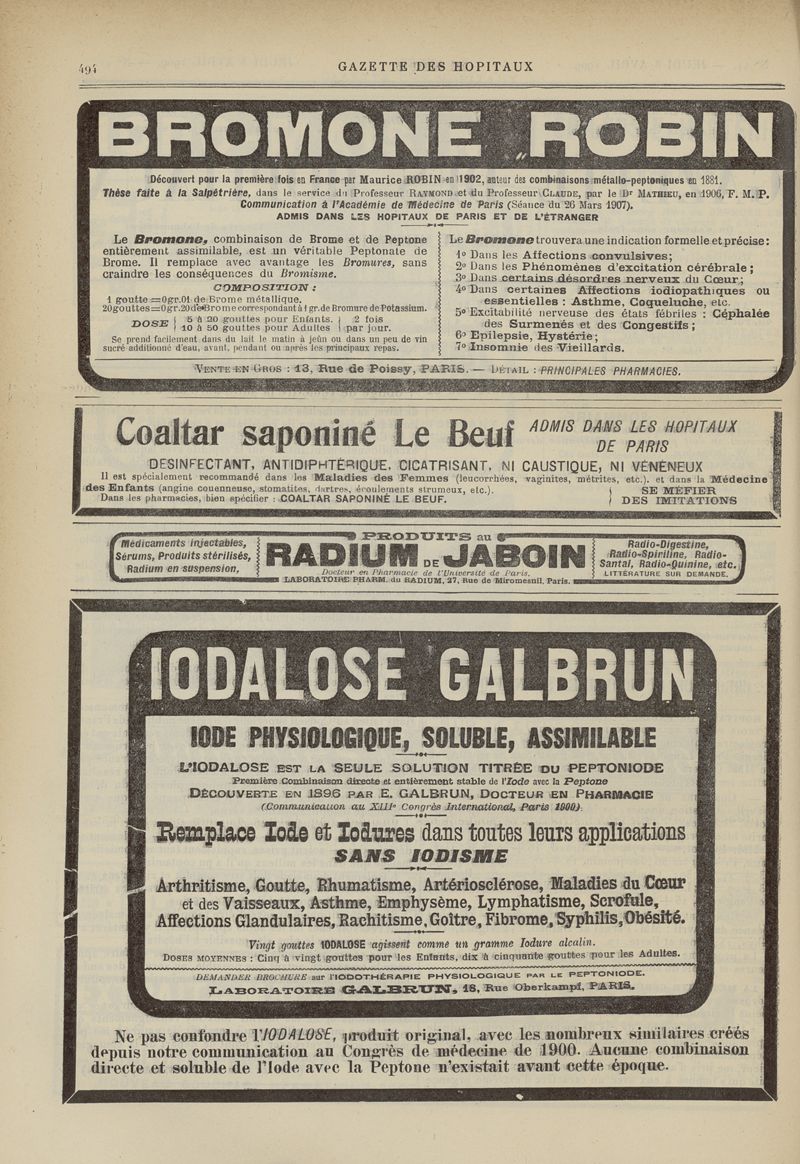 494
GAZETTE DES HOPITAUX
BROMONE ROBIN
Découvert pour la première fois en France par Maurice ROBIN en 1902, auteur des combinaisons métallo-peptoniques en 1881.
Thèse faite à la Salpétrière, dans le service du Professeur RAYMOND et du Professeur CLAUDE, par le Dr MATHIEU, en 1906, F. M. P.
Communication à l'Académie de Médecine de Paris (Séance du 26 Mars 1907).
ADMIS DANS LES HOPITAUX DE PARIS ET DE L'ÉTRANGER
Le Bromone, combinaison de Brome et de Peptone
entièrement assimilable, est un véritable Peptonate de
Brome. Il remplace avec avantage les Bromures, sans
craindre les conséquences du Bromisme.
COMPOSITION :
1 goutte=0gr.01 de Brome métallique.
20gouttes=0gr.20deBromecorrespondantà1gr.de Bromure de Potassium.
DOSE { 5 à 20 gouttes pour Enfants. } 2 fois
10 à 50 gouttes pour Adultes } par jour.
Se prend facilement dans du lait le matin à jeûn ou dans un peu de vin
sucré additionné d'eau, avant, pendant ou après les principaux repas.
Le Bromone trouvera une indication formelle et précise :
1º Dans les Affections convulsives;
2º Dans les Phénomènes d'excitation cérébrale ;
3º Dans certains désordres nerveux du Cœur;
4º Dans certaines Affections iodiopathiques ou
essentielles : Asthme, Coqueluche, etc.
5º Excitabilité nerveuse des états fébriles : Céphalée
des Surmenés et des Congestifs ;
6º Epilepsie, Hystérie ;
7º Insomnie des Vieillards.
VENTE EN GROS : 13, Rue de Poissy, PARIS. — DÉTAIL : PRINCIPALES PHARMACIES.
Coaltar saponiné Le Beuf
ADMIS DANS LES HOPITAUX
DE PARIS
DESINFECTANT, ANTIDIPHTÉRIQUE, CICATRISANT, NI CAUSTIQUE, NI VÉNÉNEUX
Il est spécialement recommandé dans les Maladies des Femmes (leucorrhées, vaginites, métrites, etc.), et dans la Médecine
des Enfants (angine couenneuse, stomatites, dartres, écoulements strumeux, etc.).
Dans les pharmacies, bien spécifier : COALTAR SAPONINÉ LE BEUF.
SE MÉFIER
DES IMITATIONS
Médicaments injectables,
Sérums, Produits stérilisés,
Radium en suspension,
PRODUITS au
RADIUM DE JABOIN
Docteur en Pharmacie de l'Université de Paris.
LABORATOIRE PHARM. du RADIUM, 27, Rue de Miromesnil, Paris.
Radio-Digestine,
Radio-Spiriline, Radio-
Santal, Radio-Quinine, etc.
LITTÉRATURE SUR DEMANDE.
IODALOSE GALBRUN
IODE PHYSIOLOGIQUE, SOLUBLE, ASSIMILABLE
L'IODALOSE EST LA SEULE SOLUTION TITRÉE DU PEPTONIODE
Première Combinaison directe et entièrement stable de l'Iode avec la Peptone
DÉCOUVERTE EN 1896 PAR E. GALBRUN, DOCTEUR EN PHARMACIE
(Communication au XIIIe Congrès International, Paris 1900).
Remplace Iode et Iodures dans toutes leurs applications
SANS IODISME
Arthritisme, Goutte, Rhumatisme, Artériosclérose, Maladies du Cœur
et des Vaisseaux, Asthme, Emphysème, Lymphatisme, Scrofule,
Affections Glandulaires, Rachitisme, Goître, Fibrome, Syphilis, Obésité.
Vingt gouttes IODALOSE agissent comme un gramme Iodure alcalin.
DOSES MOYENNES : Cinq à vingt gouttes pour les Enfants, dix à cinquante gouttes pour les Adultes.
DEMANDER BROCHURE sur l'IODOTHÉRAPIE PHYSIOLOGIQUE PAR LE PEPTONIODE.
LABORATOIRE GALBRUN, 18, Rue Oberkampf, PARIS.
Ne pas confondre l'IODALOSE, produit original, avec les nombreux similaires créés
depuis notre communication au Congrès de médecine de 1900. Aucune combinaison
directe et soluble de l'Iode avec la Peptone n'existait avant cette époque.